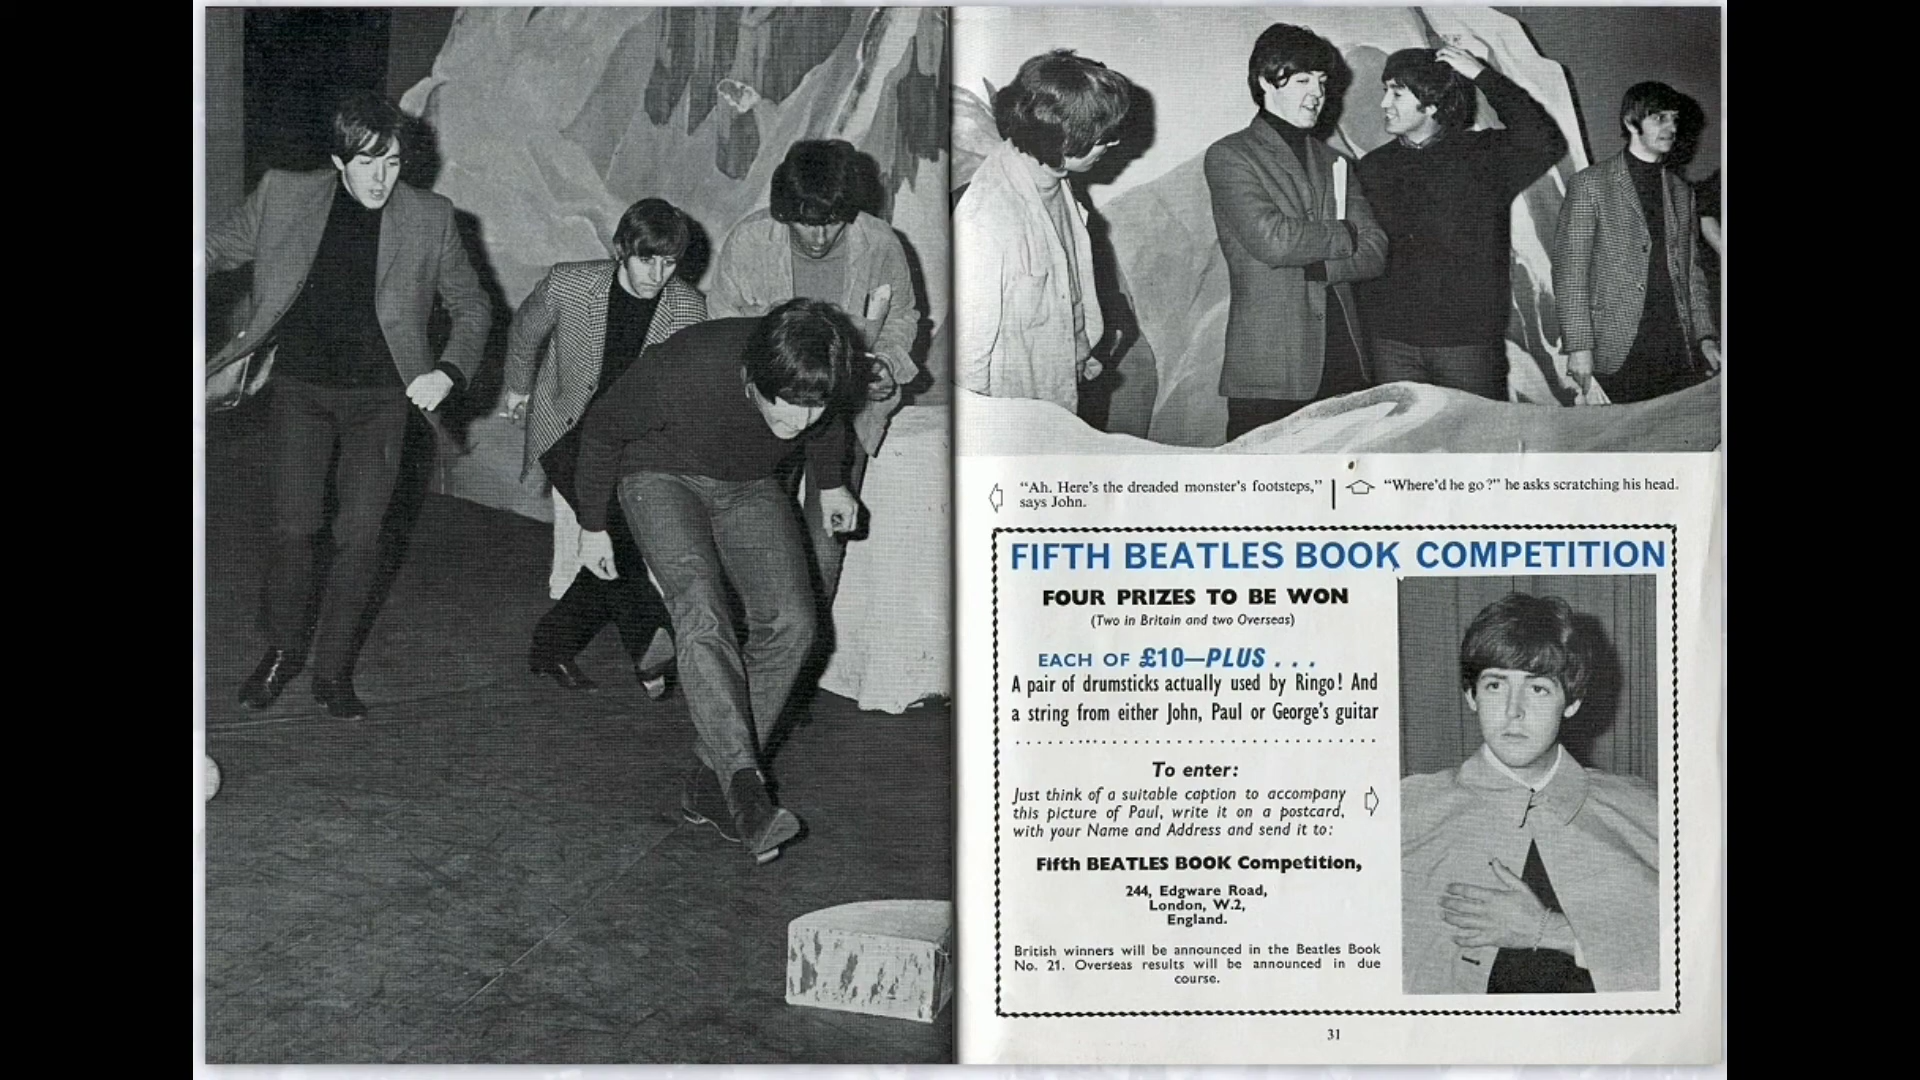 "Ah. Here's the dreaded monster's footsteps,"
says John.
"Where'd he go?" he asks scratching his head.
FIFTH BEATLES BOOK COMPETITION
FOUR PRIZES TO BE WON
(Two in Britain and two Overseas)
EACH OF £10—PLUS . . .
A pair of drumsticks actually used by Ringo! And
a string from either John, Paul or George's guitar
To enter:
Just think of a suitable caption to accompany
this picture of Paul, write it on a postcard,
with your Name and Address and send it to:
Fifth BEATLES BOOK Competition,
244, Edgware Road,
London, W.2,
England.
British winners will be announced in the Beatles Book
No. 21. Overseas results will be announced in due
course.
31